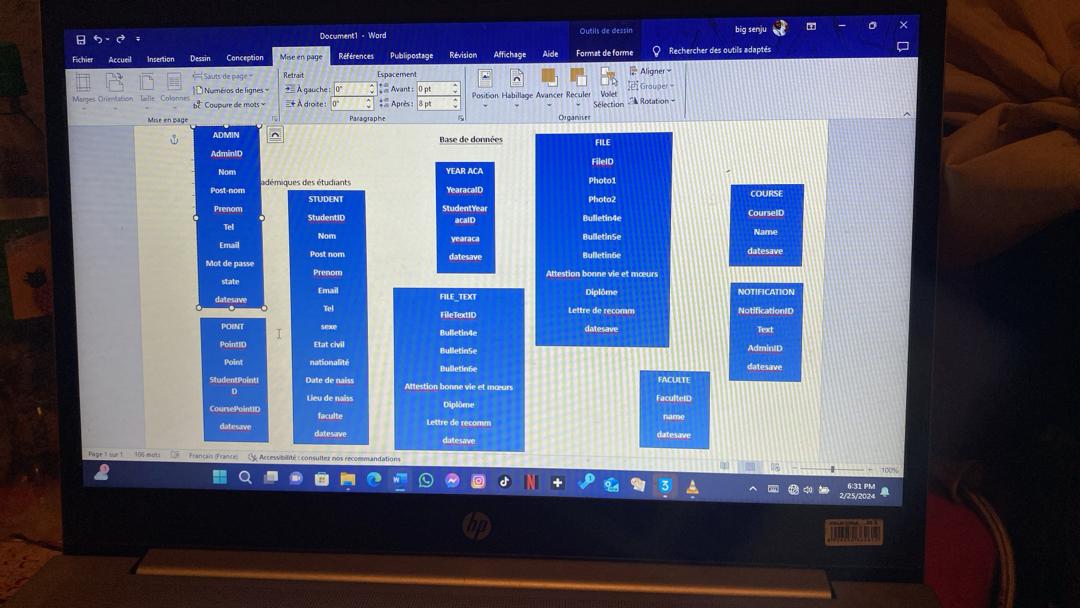 Document1 - Word
Outils de dessin
big senju
Fichier
Accueil
Insertion
Dessin
Conception
Mise en page
Références
Publipostage
Révision
Affichage
Aide
Format de forme
Rechercher des outils adaptés
Marges
Orientation
Taille
Colonnes
Sauts de page
Numéros de lignes
Coupure de mots
Mise en page
Retrait
À gauche : 0"
À droite : 0"
Espacement
Avant : 0 pt
Après : 8 pt
Paragraphe
Position
Habillage
Avancer
Reculer
Volet
Sélection
Aligner
Grouper
Rotation
Organiser
Base de données
adémiques des étudiants
ADMIN
AdminID
Nom
Post-nom
Prenom
Tel
Email
Mot de passe
state
datesave
POINT
PointID
Point
StudentPointI
D
CoursePointID
datesave
STUDENT
StudentID
Nom
Post nom
Prenom
Email
Tel
sexe
Etat civil
nationalité
Date de naiss
Lieu de naiss
faculte
datesave
YEAR ACA
YearacaID
StudentYear
acaID
yearaca
datesave
FILE_TEXT
FileTextID
Bulletin4e
Bulletin5e
Bulletin6e
Attestion bonne vie et mœurs
Diplôme
Lettre de recomm
datesave
FILE
FileID
Photo1
Photo2
Bulletin4e
Bulletin5e
Bulletin6e
Attestion bonne vie et mœurs
Diplôme
Lettre de recomm
datesave
COURSE
CourseID
Name
datesave
NOTIFICATION
NotificationID
Text
AdminID
datesave
FACULTE
FaculteID
name
datesave
Page 1 sur 1
106 mots
Français (France)
Accessibilité : consultez nos recommandations
100%
6:31 PM
2/25/2024
hp